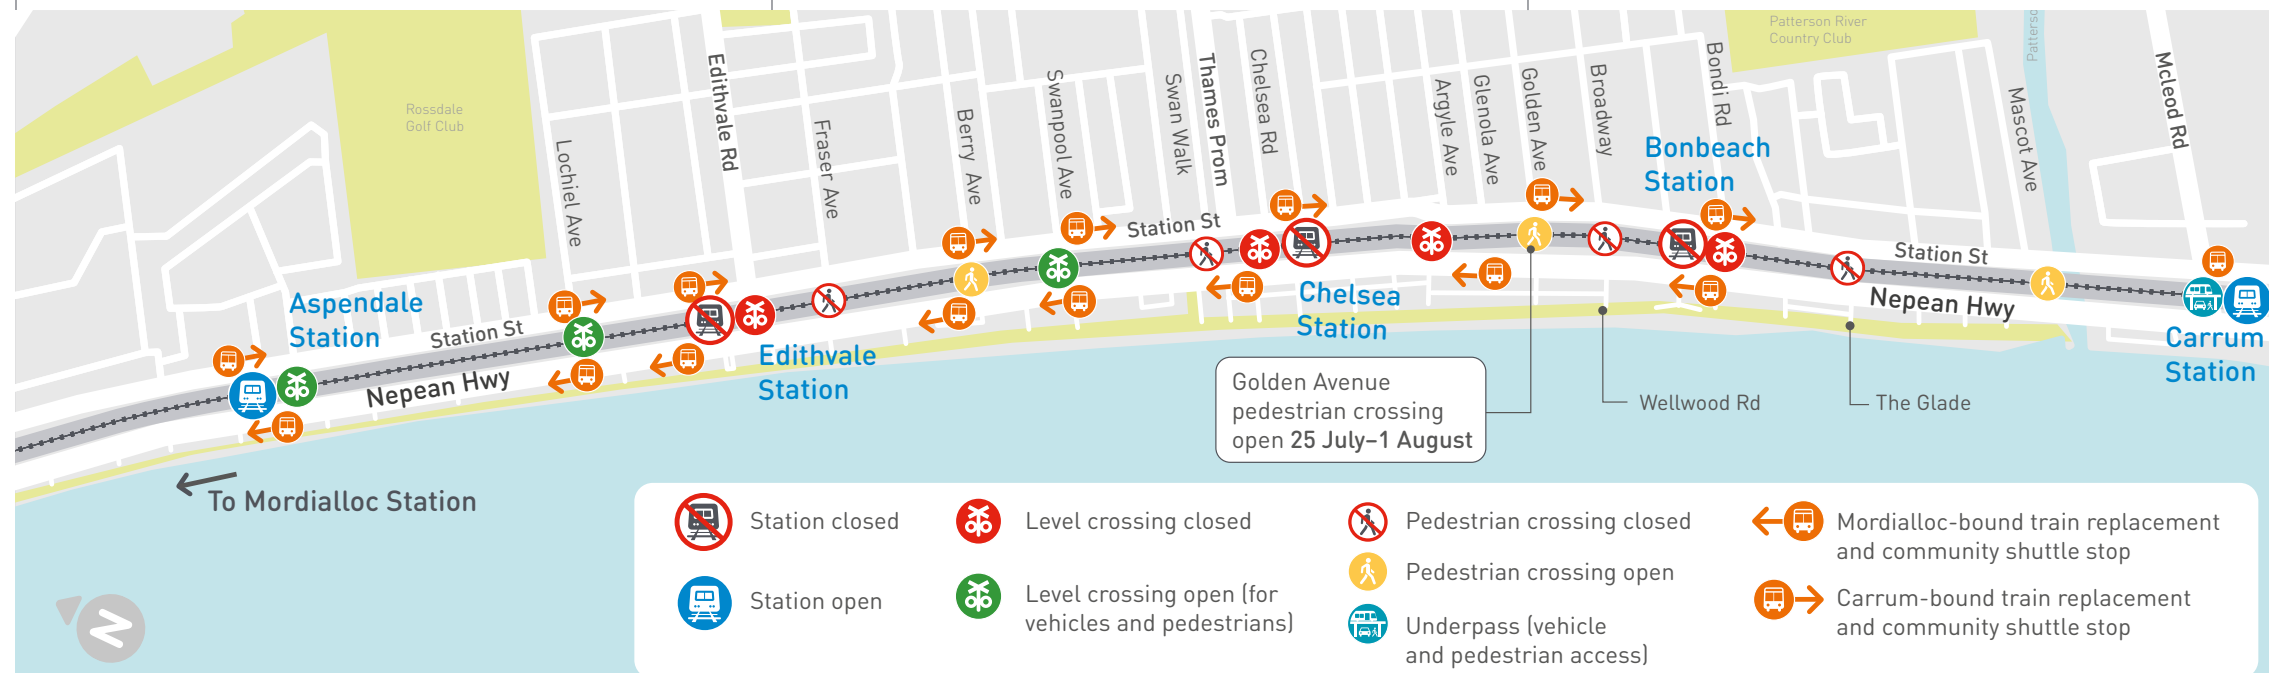 Patterson River
Country Club
Rossdale
Golf Club
Lochiel Ave
Edithvale Rd
Fraser Ave
Berry Ave
Swanpool Ave
Swan Walk
Thames Prom
Chelsea Rd
Argyle Ave
Glenola Ave
Golden Ave
Broadway
Bondi Rd
Mascot Ave
Mcleod Rd
Bonbeach
Station
Station St
Station St
Aspendale
Station
Station St
Nepean Hwy
Edithvale
Station
Chelsea
Station
Nepean Hwy
Carrum
Station
Golden Avenue
pedestrian crossing
open 25 July–1 August
Wellwood Rd
The Glade
To Mordialloc Station
Station closed
Station open
Level crossing closed
Level crossing open (for
vehicles and pedestrians)
Pedestrian crossing closed
Pedestrian crossing open
Underpass (vehicle
and pedestrian access)
Mordialloc-bound train replacement
and community shuttle stop
Carrum-bound train replacement
and community shuttle stop
N